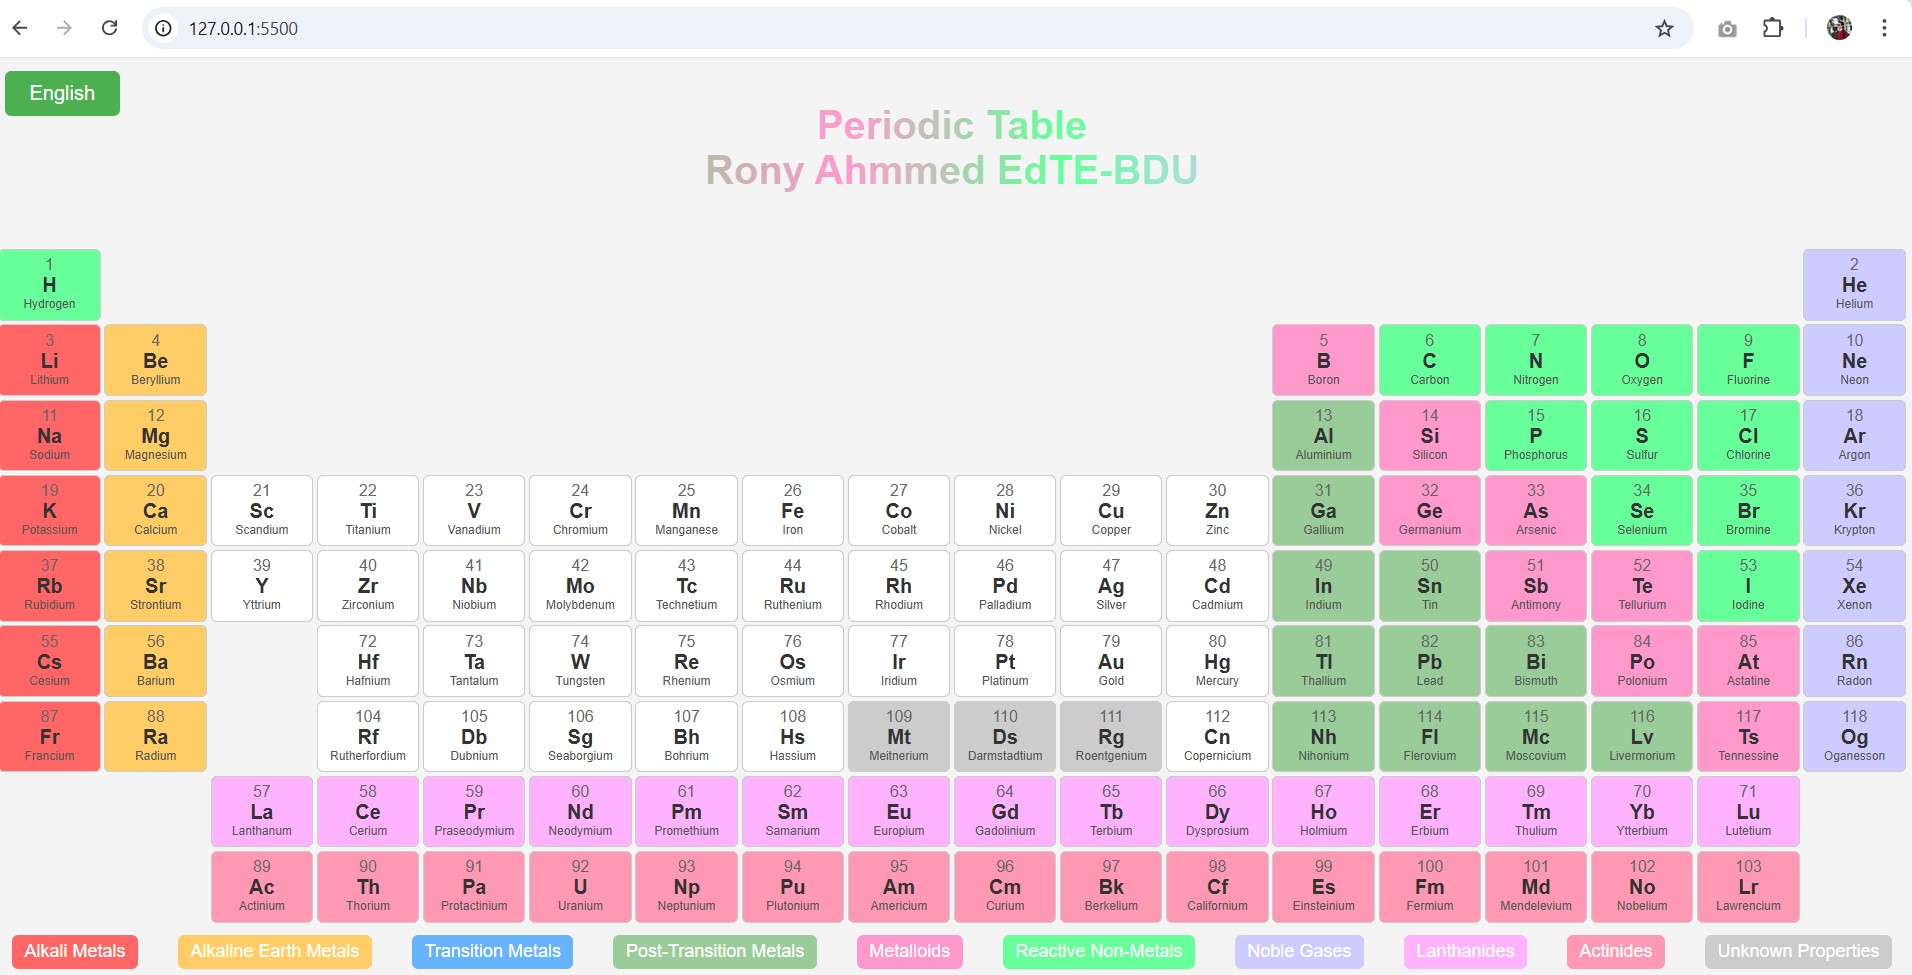 127.0.0.1:5500
English
Periodic Table
Rony Ahmmed EdTE-BDU
1 2
H He
Hydrogen Helium
3 4 5 6 7 8 9 10
Li Be B C N O F Ne
Lithium Beryllium Boron Carbon Nitrogen Oxygen Fluorine Neon
11 12 13 14 15 16 17 18
Na Mg Al Si P S Cl Ar
Sodium Magnesium Aluminium Silicon Phosphorus Sulfur Chlorine Argon
19 20 21 22 23 24 25 26 27 28 29 30 31 32 33 34 35 36
K Ca Sc Ti V Cr Mn Fe Co Ni Cu Zn Ga Ge As Se Br Kr
Potassium Calcium Scandium Titanium Vanadium Chromium Manganese Iron Cobalt Nickel Copper Zinc Gallium Germanium Arsenic Selenium Bromine Krypton
37 38 39 40 41 42 43 44 45 46 47 48 49 50 51 52 53 54
Rb Sr Y Zr Nb Mo Tc Ru Rh Pd Ag Cd In Sn Sb Te I Xe
Rubidium Strontium Yttrium Zirconium Niobium Molybdenum Technetium Ruthenium Rhodium Palladium Silver Cadmium Indium Tin Antimony Tellurium Iodine Xenon
55 56 72 73 74 75 76 77 78 79 80 81 82 83 84 85 86
Cs Ba Hf Ta W Re Os Ir Pt Au Hg Tl Pb Bi Po At Rn
Cesium Barium Hafnium Tantalum Tungsten Rhenium Osmium Iridium Platinum Gold Mercury Thallium Lead Bismuth Polonium Astatine Radon
87 88 104 105 106 107 108 109 110 111 112 113 114 115 116 117 118
Fr Ra Rf Db Sg Bh Hs Mt Ds Rg Cn Nh Fl Mc Lv Ts Og
Francium Radium Rutherfordium Dubnium Seaborgium Bohrium Hassium Meitnerium Darmstadtium Roentgenium Copernicium Nihonium Flerovium Moscovium Livermorium Tennessine Oganesson
57 58 59 60 61 62 63 64 65 66 67 68 69 70 71
La Ce Pr Nd Pm Sm Eu Gd Tb Dy Ho Er Tm Yb Lu
Lanthanum Cerium Praseodymium Neodymium Promethium Samarium Europium Gadolinium Terbium Dysprosium Holmium Erbium Thulium Ytterbium Lutetium
89 90 91 92 93 94 95 96 97 98 99 100 101 102 103
Ac Th Pa U Np Pu Am Cm Bk Cf Es Fm Md No Lr
Actinium Thorium Protactinium Uranium Neptunium Plutonium Americium Curium Berkelium Californium Einsteinium Fermium Mendelevium Nobelium Lawrencium
Alkali Metals Alkaline Earth Metals Transition Metals Post-Transition Metals Metalloids Reactive Non-Metals Noble Gases Lanthanides Actinides Unknown Properties